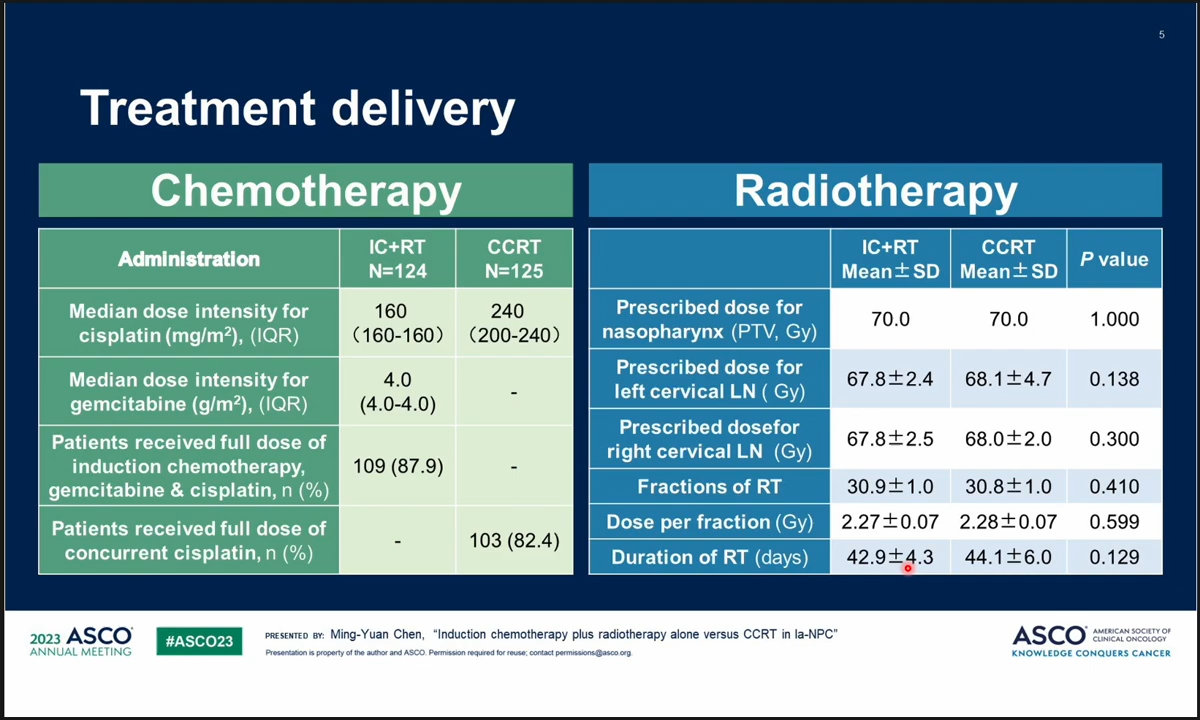 5
Treatment delivery
Chemotherapy
Administration
IC+RT
N=124
CCRT
N=125
Median dose intensity for
cisplatin (mg/m²), (IQR)
160
（160-160）
240
（200-240）
Median dose intensity for
gemcitabine (g/m²), (IQR)
4.0
(4.0-4.0)
-
Patients received full dose of
induction chemotherapy,
gemcitabine & cisplatin, n (%)
109 (87.9)
-
Patients received full dose of
concurrent cisplatin, n (%)
-
103 (82.4)
Radiotherapy
IC+RT
Mean±SD
CCRT
Mean±SD
P value
Prescribed dose for
nasopharynx (PTV, Gy)
70.0
70.0
1.000
Prescribed dose for
left cervical LN ( Gy)
67.8±2.4
68.1±4.7
0.138
Prescribed dosefor
right cervical LN (Gy)
67.8±2.5
68.0±2.0
0.300
Fractions of RT
30.9±1.0
30.8±1.0
0.410
Dose per fraction (Gy)
2.27±0.07
2.28±0.07
0.599
Duration of RT (days)
42.9±4.3
44.1±6.0
0.129
2023 ASCO®
ANNUAL MEETING
#ASCO23
PRESENTED BY: Ming-Yuan Chen, “Induction chemotherapy plus radiotherapy alone versus CCRT in la-NPC”
Presentation is property of the author and ASCO. Permission required for reuse; contact permissions@asco.org.
ASCO® AMERICAN SOCIETY OF
CLINICAL ONCOLOGY
KNOWLEDGE CONQUERS CANCER